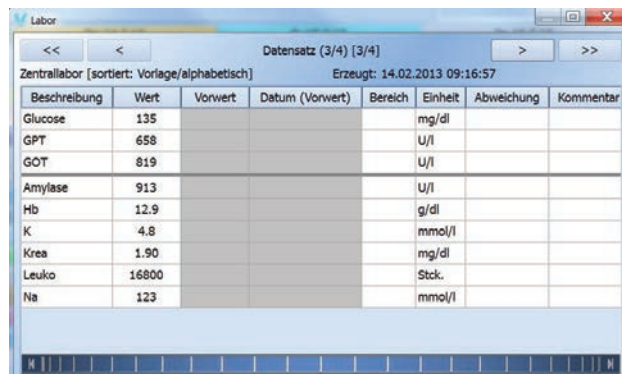 Labor
<< < Datensatz (3/4) [3/4] > >>
Zentrallabor [sortiert: Vorlage/alphabetisch] Erzeugt: 14.02.2013 09:16:57
Beschreibung Wert Vorwert Datum (Vorwert) Bereich Einheit Abweichung Kommentar
Glucose 135 mg/dl
GPT 658 U/l
GOT 819 U/l
Amylase 913 U/l
Hb 12.9 g/dl
K 4.8 mmol/l
Krea 1.90 mg/dl
Leuko 16800 Stck.
Na 123 mmol/l